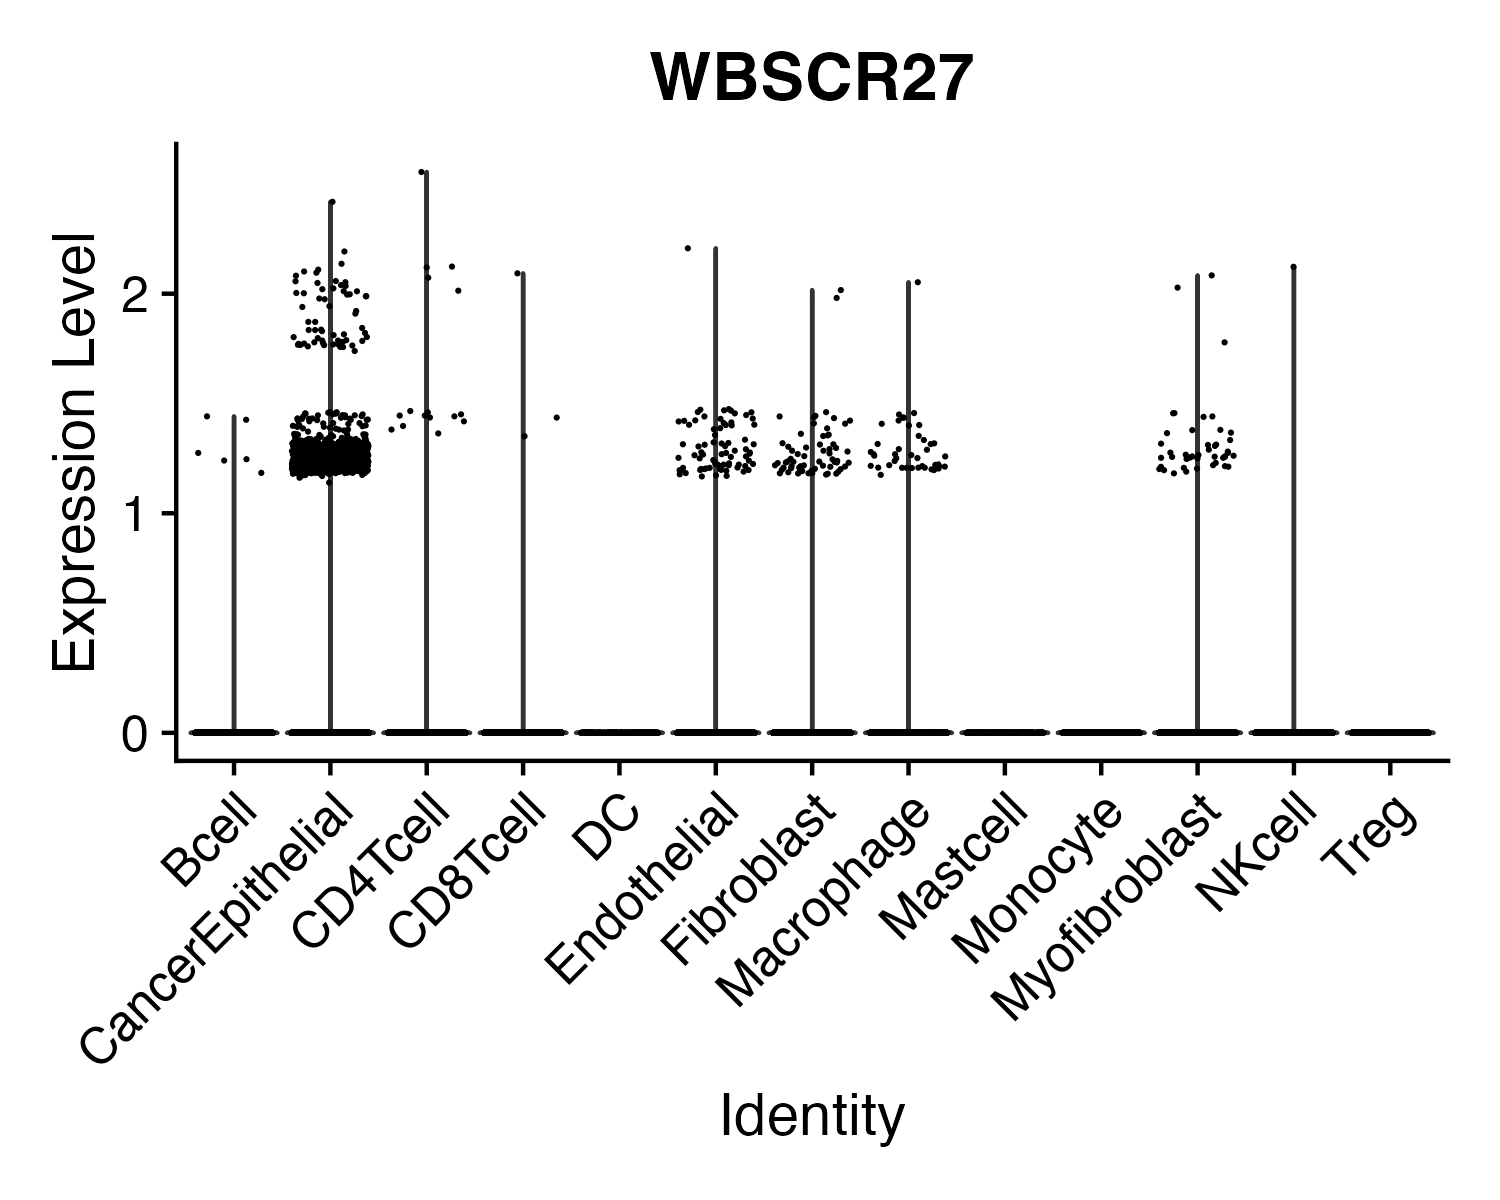 WBSCR27
Expression Level
2
1
0
Bcell
CancerEpithelial
CD4Tcell
CD8Tcell
DC
Endothelial
Fibroblast
Macrophage
Mastcell
Monocyte
Myofibroblast
NKcell
Treg
Identity